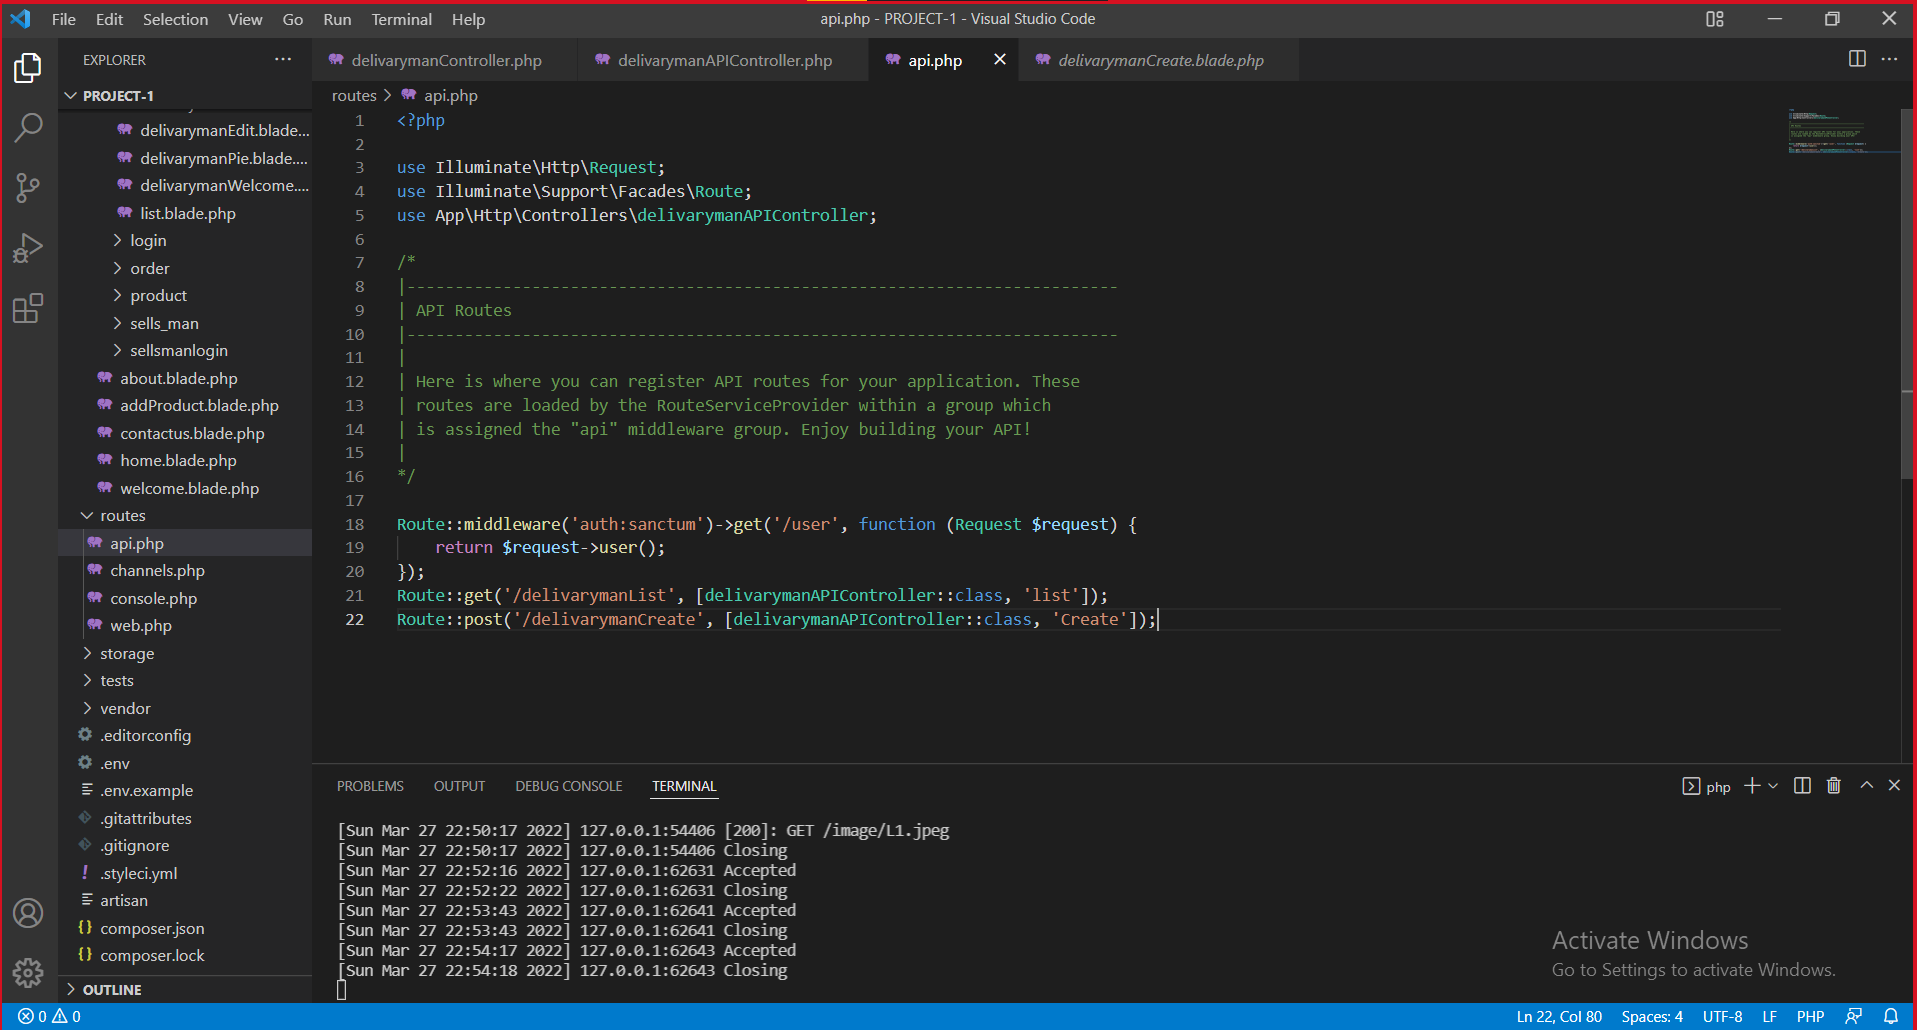 File Edit Selection View Go Run Terminal Help
api.php - PROJECT-1 - Visual Studio Code
EXPLORER
PROJECT-1
delivarymanEdit.blade...
delivarymanPie.blade....
delivarymanWelcome....
list.blade.php
login
order
product
sells_man
sellsmanlogin
about.blade.php
addProduct.blade.php
contactus.blade.php
home.blade.php
welcome.blade.php
routes
api.php
channels.php
console.php
web.php
storage
tests
vendor
.editorconfig
.env
.env.example
.gitattributes
.gitignore
.styleci.yml
artisan
composer.json
composer.lock
OUTLINE
delivarymanController.php
delivarymanAPIController.php
api.php
delivarymanCreate.blade.php
routes > api.php
1 <?php
2
3 use Illuminate\Http\Request;
4 use Illuminate\Support\Facades\Route;
5 use App\Http\Controllers\delivarymanAPIController;
6
7 /*
8 |--------------------------------------------------------------------------
9 | API Routes
10 |--------------------------------------------------------------------------
11 |
12 | Here is where you can register API routes for your application. These
13 | routes are loaded by the RouteServiceProvider within a group which
14 | is assigned the "api" middleware group. Enjoy building your API!
15 |
16 */
17
18 Route::middleware('auth:sanctum')->get('/user', function (Request $request) {
19 return $request->user();
20 });
21 Route::get('/delivarymanList', [delivarymanAPIController::class, 'list']);
22 Route::post('/delivarymanCreate', [delivarymanAPIController::class, 'Create']);
PROBLEMS OUTPUT DEBUG CONSOLE TERMINAL
php
[Sun Mar 27 22:50:17 2022] 127.0.0.1:54406 [200]: GET /image/L1.jpeg
[Sun Mar 27 22:50:17 2022] 127.0.0.1:54406 Closing
[Sun Mar 27 22:52:16 2022] 127.0.0.1:62631 Accepted
[Sun Mar 27 22:52:22 2022] 127.0.0.1:62631 Closing
[Sun Mar 27 22:53:43 2022] 127.0.0.1:62641 Accepted
[Sun Mar 27 22:53:43 2022] 127.0.0.1:62641 Closing
[Sun Mar 27 22:54:17 2022] 127.0.0.1:62643 Accepted
[Sun Mar 27 22:54:18 2022] 127.0.0.1:62643 Closing
Activate Windows
Go to Settings to activate Windows.
0 0
Ln 22, Col 80 Spaces: 4 UTF-8 LF PHP